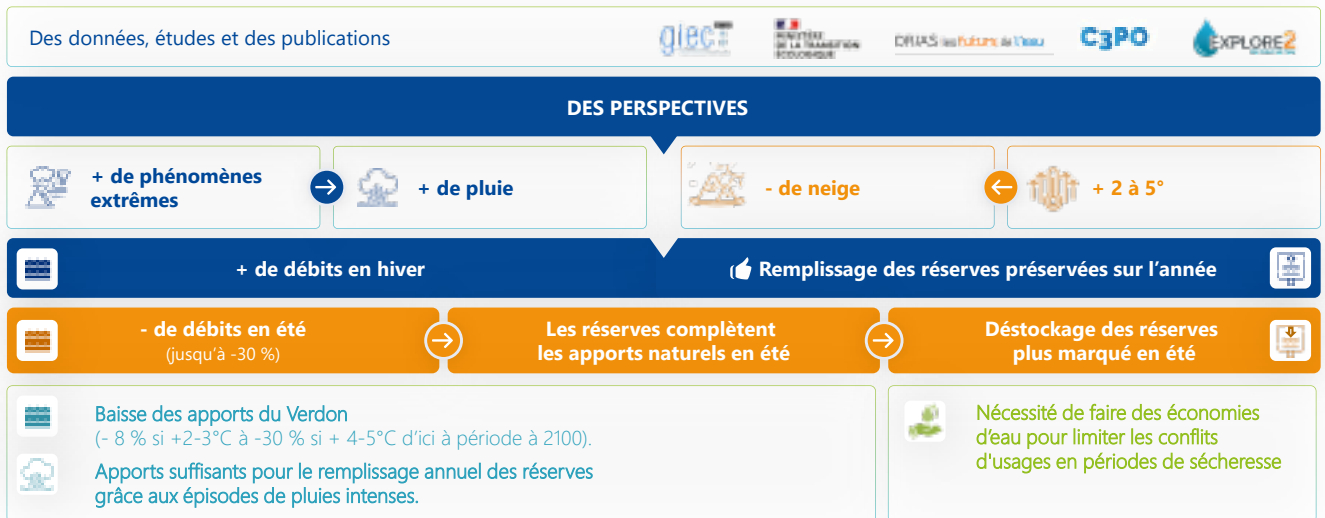 Des données, études et des publications
giec
MINISTÈRE
DE LA TRANSITION
ÉCOLOGIQUE
DRIAS les futurs de l'eau
C3PO
EXPLORE2
DES PERSPECTIVES
+ de phénomènes
extrêmes
+ de pluie
- de neige
+ 2 à 5°
+ de débits en hiver
Remplissage des réserves préservées sur l'année
- de débits en été
(jusqu'à -30 %)
Les réserves complètent
les apports naturels en été
Déstockage des réserves
plus marqué en été
Baisse des apports du Verdon
(- 8 % si +2-3°C à -30 % si + 4-5°C d'ici à période à 2100).
Apports suffisants pour le remplissage annuel des réserves
grâce aux épisodes de pluies intenses.
Nécessité de faire des économies
d'eau pour limiter les conflits
d'usages en périodes de sécheresse